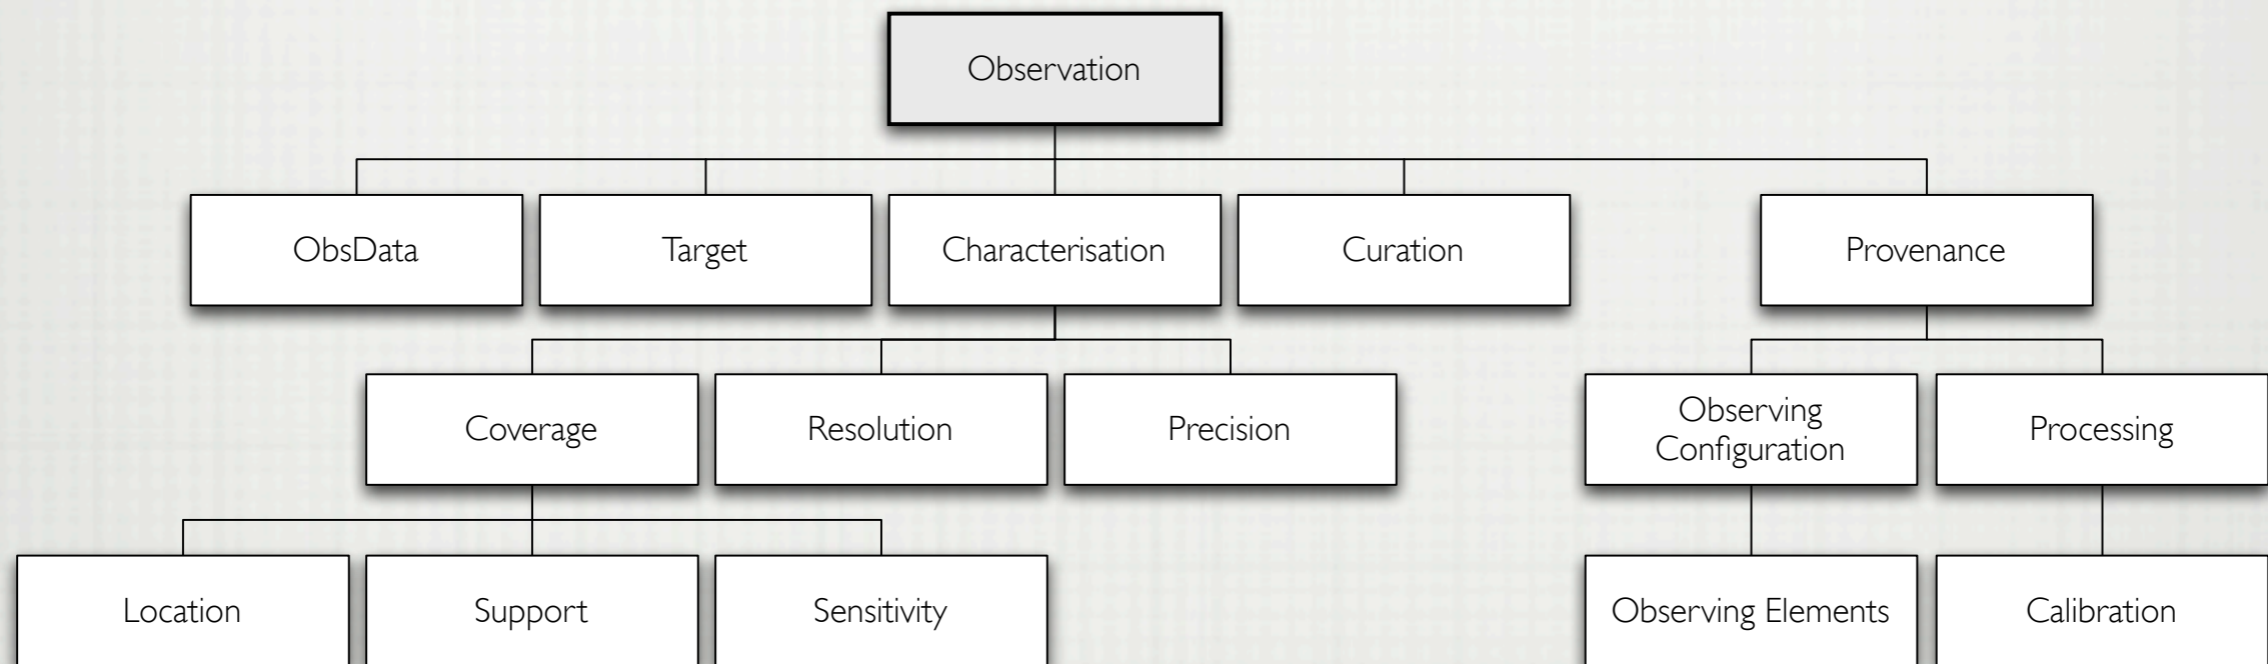 Observation
ObsData
Target
Characterisation
Curation
Provenance
Coverage
Resolution
Precision
Observing
Configuration
Processing
Location
Support
Sensitivity
Observing Elements
Calibration